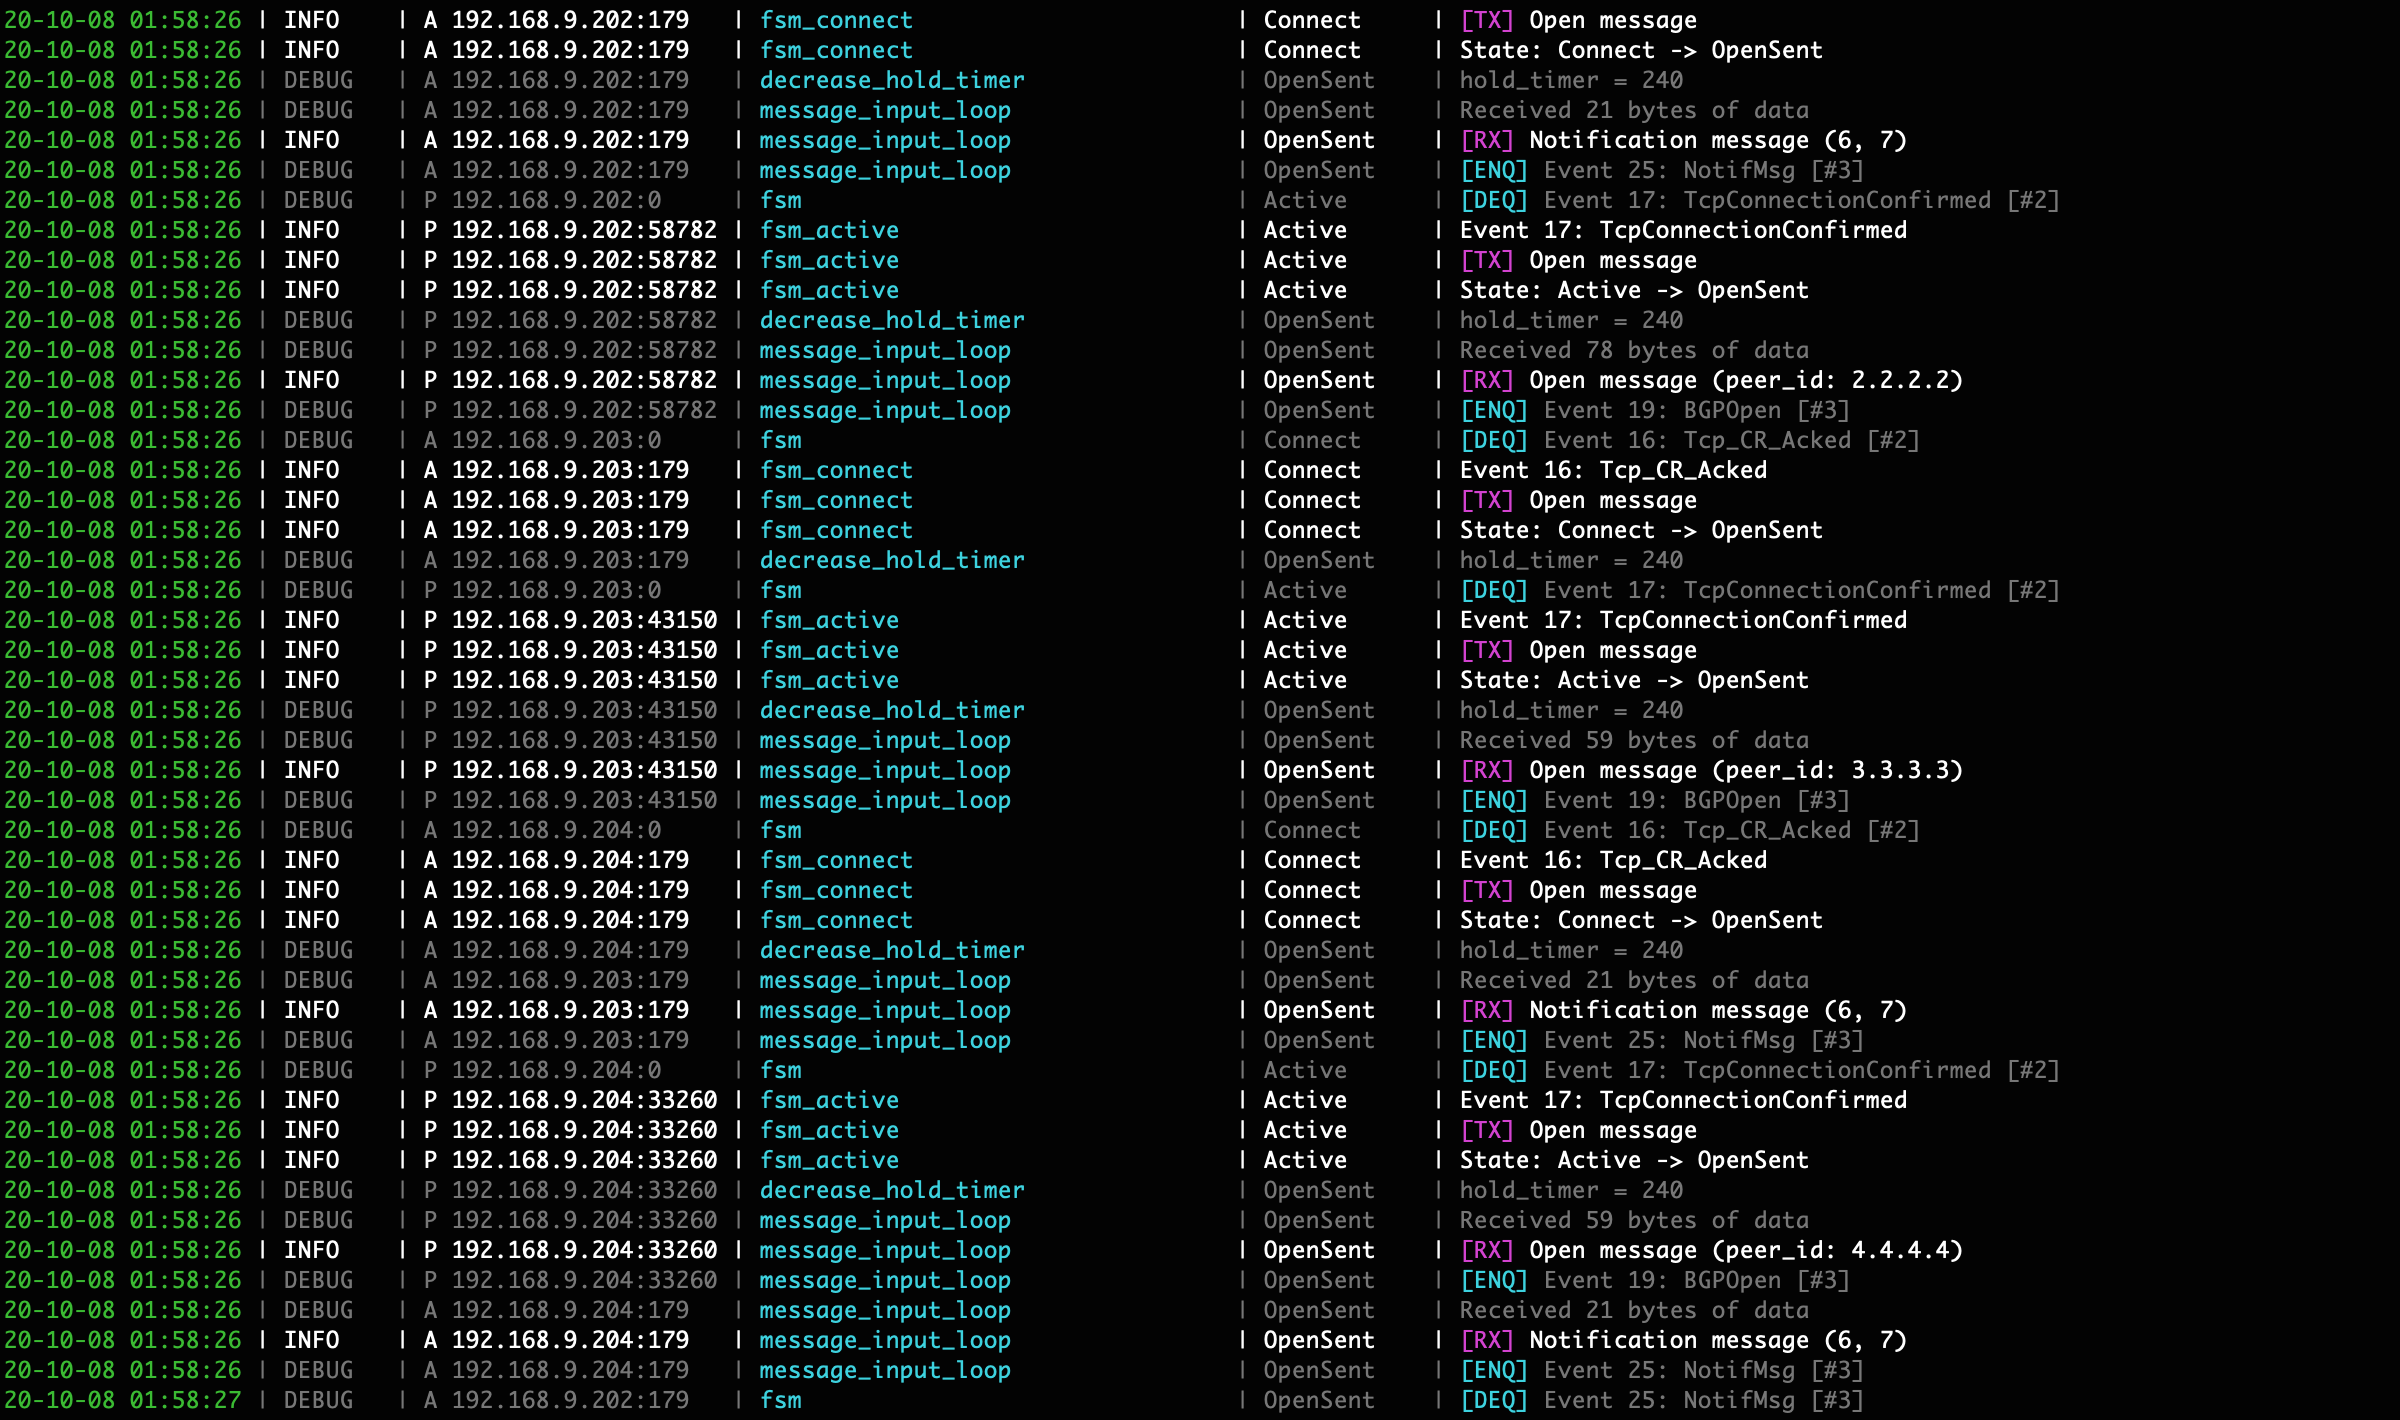 20-10-08 01:58:26 | INFO | A 192.168.9.202:179 | fsm_connect | Connect | [TX] Open message
20-10-08 01:58:26 | INFO | A 192.168.9.202:179 | fsm_connect | Connect | State: Connect -> OpenSent
20-10-08 01:58:26 | DEBUG | A 192.168.9.202:179 | decrease_hold_timer | OpenSent | hold_timer = 240
20-10-08 01:58:26 | DEBUG | A 192.168.9.202:179 | message_input_loop | OpenSent | Received 21 bytes of data
20-10-08 01:58:26 | INFO | A 192.168.9.202:179 | message_input_loop | OpenSent | [RX] Notification message (6, 7)
20-10-08 01:58:26 | DEBUG | A 192.168.9.202:179 | message_input_loop | OpenSent | [ENQ] Event 25: NotifMsg [#3]
20-10-08 01:58:26 | DEBUG | P 192.168.9.202:0 | fsm | Active | [DEQ] Event 17: TcpConnectionConfirmed [#2]
20-10-08 01:58:26 | INFO | P 192.168.9.202:58782 | fsm_active | Active | Event 17: TcpConnectionConfirmed
20-10-08 01:58:26 | INFO | P 192.168.9.202:58782 | fsm_active | Active | [TX] Open message
20-10-08 01:58:26 | INFO | P 192.168.9.202:58782 | fsm_active | Active | State: Active -> OpenSent
20-10-08 01:58:26 | DEBUG | P 192.168.9.202:58782 | decrease_hold_timer | OpenSent | hold_timer = 240
20-10-08 01:58:26 | DEBUG | P 192.168.9.202:58782 | message_input_loop | OpenSent | Received 78 bytes of data
20-10-08 01:58:26 | INFO | P 192.168.9.202:58782 | message_input_loop | OpenSent | [RX] Open message (peer_id: 2.2.2.2)
20-10-08 01:58:26 | DEBUG | P 192.168.9.202:58782 | message_input_loop | OpenSent | [ENQ] Event 19: BGPOpen [#3]
20-10-08 01:58:26 | DEBUG | A 192.168.9.203:0 | fsm | Connect | [DEQ] Event 16: Tcp_CR_Acked [#2]
20-10-08 01:58:26 | INFO | A 192.168.9.203:179 | fsm_connect | Connect | Event 16: Tcp_CR_Acked
20-10-08 01:58:26 | INFO | A 192.168.9.203:179 | fsm_connect | Connect | [TX] Open message
20-10-08 01:58:26 | INFO | A 192.168.9.203:179 | fsm_connect | Connect | State: Connect -> OpenSent
20-10-08 01:58:26 | DEBUG | A 192.168.9.203:179 | decrease_hold_timer | OpenSent | hold_timer = 240
20-10-08 01:58:26 | DEBUG | P 192.168.9.203:0 | fsm | Active | [DEQ] Event 17: TcpConnectionConfirmed [#2]
20-10-08 01:58:26 | INFO | P 192.168.9.203:43150 | fsm_active | Active | Event 17: TcpConnectionConfirmed
20-10-08 01:58:26 | INFO | P 192.168.9.203:43150 | fsm_active | Active | [TX] Open message
20-10-08 01:58:26 | INFO | P 192.168.9.203:43150 | fsm_active | Active | State: Active -> OpenSent
20-10-08 01:58:26 | DEBUG | P 192.168.9.203:43150 | decrease_hold_timer | OpenSent | hold_timer = 240
20-10-08 01:58:26 | DEBUG | P 192.168.9.203:43150 | message_input_loop | OpenSent | Received 59 bytes of data
20-10-08 01:58:26 | INFO | P 192.168.9.203:43150 | message_input_loop | OpenSent | [RX] Open message (peer_id: 3.3.3.3)
20-10-08 01:58:26 | DEBUG | P 192.168.9.203:43150 | message_input_loop | OpenSent | [ENQ] Event 19: BGPOpen [#3]
20-10-08 01:58:26 | DEBUG | A 192.168.9.204:0 | fsm | Connect | [DEQ] Event 16: Tcp_CR_Acked [#2]
20-10-08 01:58:26 | INFO | A 192.168.9.204:179 | fsm_connect | Connect | Event 16: Tcp_CR_Acked
20-10-08 01:58:26 | INFO | A 192.168.9.204:179 | fsm_connect | Connect | [TX] Open message
20-10-08 01:58:26 | INFO | A 192.168.9.204:179 | fsm_connect | Connect | State: Connect -> OpenSent
20-10-08 01:58:26 | DEBUG | A 192.168.9.204:179 | decrease_hold_timer | OpenSent | hold_timer = 240
20-10-08 01:58:26 | DEBUG | A 192.168.9.203:179 | message_input_loop | OpenSent | Received 21 bytes of data
20-10-08 01:58:26 | INFO | A 192.168.9.203:179 | message_input_loop | OpenSent | [RX] Notification message (6, 7)
20-10-08 01:58:26 | DEBUG | A 192.168.9.203:179 | message_input_loop | OpenSent | [ENQ] Event 25: NotifMsg [#3]
20-10-08 01:58:26 | DEBUG | P 192.168.9.204:0 | fsm | Active | [DEQ] Event 17: TcpConnectionConfirmed [#2]
20-10-08 01:58:26 | INFO | P 192.168.9.204:33260 | fsm_active | Active | Event 17: TcpConnectionConfirmed
20-10-08 01:58:26 | INFO | P 192.168.9.204:33260 | fsm_active | Active | [TX] Open message
20-10-08 01:58:26 | INFO | P 192.168.9.204:33260 | fsm_active | Active | State: Active -> OpenSent
20-10-08 01:58:26 | DEBUG | P 192.168.9.204:33260 | decrease_hold_timer | OpenSent | hold_timer = 240
20-10-08 01:58:26 | DEBUG | P 192.168.9.204:33260 | message_input_loop | OpenSent | Received 59 bytes of data
20-10-08 01:58:26 | INFO | P 192.168.9.204:33260 | message_input_loop | OpenSent | [RX] Open message (peer_id: 4.4.4.4)
20-10-08 01:58:26 | DEBUG | P 192.168.9.204:33260 | message_input_loop | OpenSent | [ENQ] Event 19: BGPOpen [#3]
20-10-08 01:58:26 | DEBUG | A 192.168.9.204:179 | message_input_loop | OpenSent | Received 21 bytes of data
20-10-08 01:58:26 | INFO | A 192.168.9.204:179 | message_input_loop | OpenSent | [RX] Notification message (6, 7)
20-10-08 01:58:26 | DEBUG | A 192.168.9.204:179 | message_input_loop | OpenSent | [ENQ] Event 25: NotifMsg [#3]
20-10-08 01:58:27 | DEBUG | A 192.168.9.202:179 | fsm | OpenSent | [DEQ] Event 25: NotifMsg [#3]